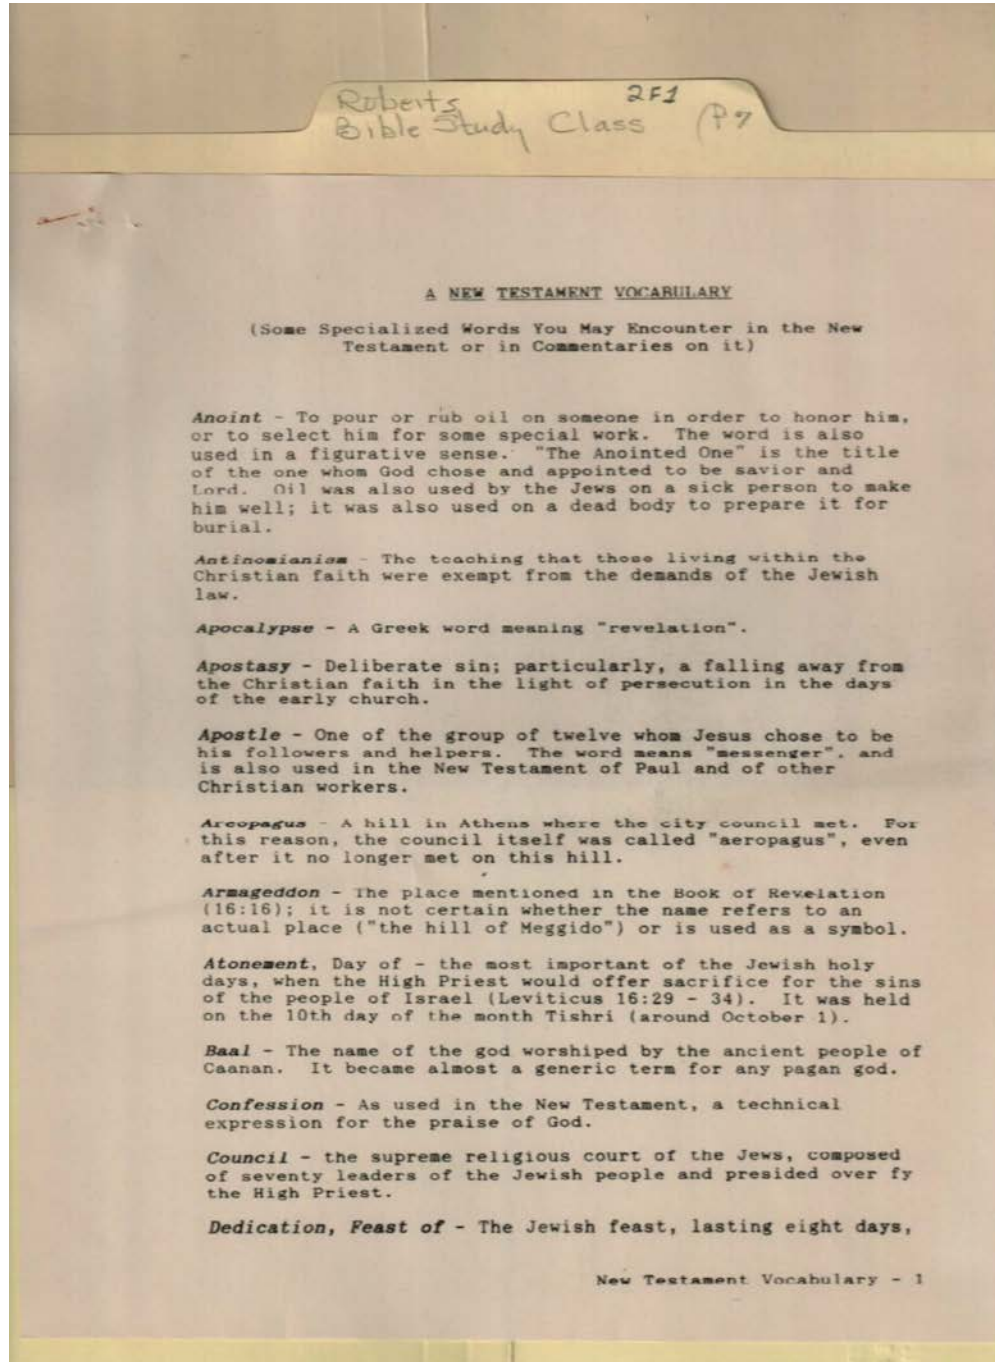 2F1
Roberts
Bible Study Class (P7
A NEW TESTAMENT VOCABULARY
(Some Specialized Words You May Encounter in the New
Testament or in Commentaries on it)
Anoint - To pour or rub oil on someone in order to honor him,
or to select him for some special work. The word is also
used in a figurative sense. "The Anointed One" is the title
of the one whom God chose and appointed to be savior and
Lord. Oil was also used by the Jews on a sick person to make
him well; it was also used on a dead body to prepare it for
burial.
Antinomianism - The teaching that those living within the
Christian faith were exempt from the demands of the Jewish
law.
Apocalypse - A Greek word meaning "revelation".
Apostasy - Deliberate sin; particularly, a falling away from
the Christian faith in the light of persecution in the days
of the early church.
Apostle - One of the group of twelve whom Jesus chose to be
his followers and helpers. The word means "messenger", and
is also used in the New Testament of Paul and of other
Christian workers.
Areopagus - A hill in Athens where the city council met. For
this reason, the council itself was called "aeropagus", even
after it no longer met on this hill.
Armageddon - The place mentioned in the Book of Revelation
(16:16); it is not certain whether the name refers to an
actual place ("the hill of Meggido") or is used as a symbol.
Atonement, Day of - the most important of the Jewish holy
days, when the High Priest would offer sacrifice for the sins
of the people of Israel (Leviticus 16:29 - 34). It was held
on the 10th day of the month Tishri (around October 1).
Baal - The name of the god worshiped by the ancient people of
Caanan. It became almost a generic term for any pagan god.
Confession - As used in the New Testament, a technical
expression for the praise of God.
Council - the supreme religious court of the Jews, composed
of seventy leaders of the Jewish people and presided over fy
the High Priest.
Dedication, Feast of - The Jewish feast, lasting eight days,
New Testament Vocabulary - 1